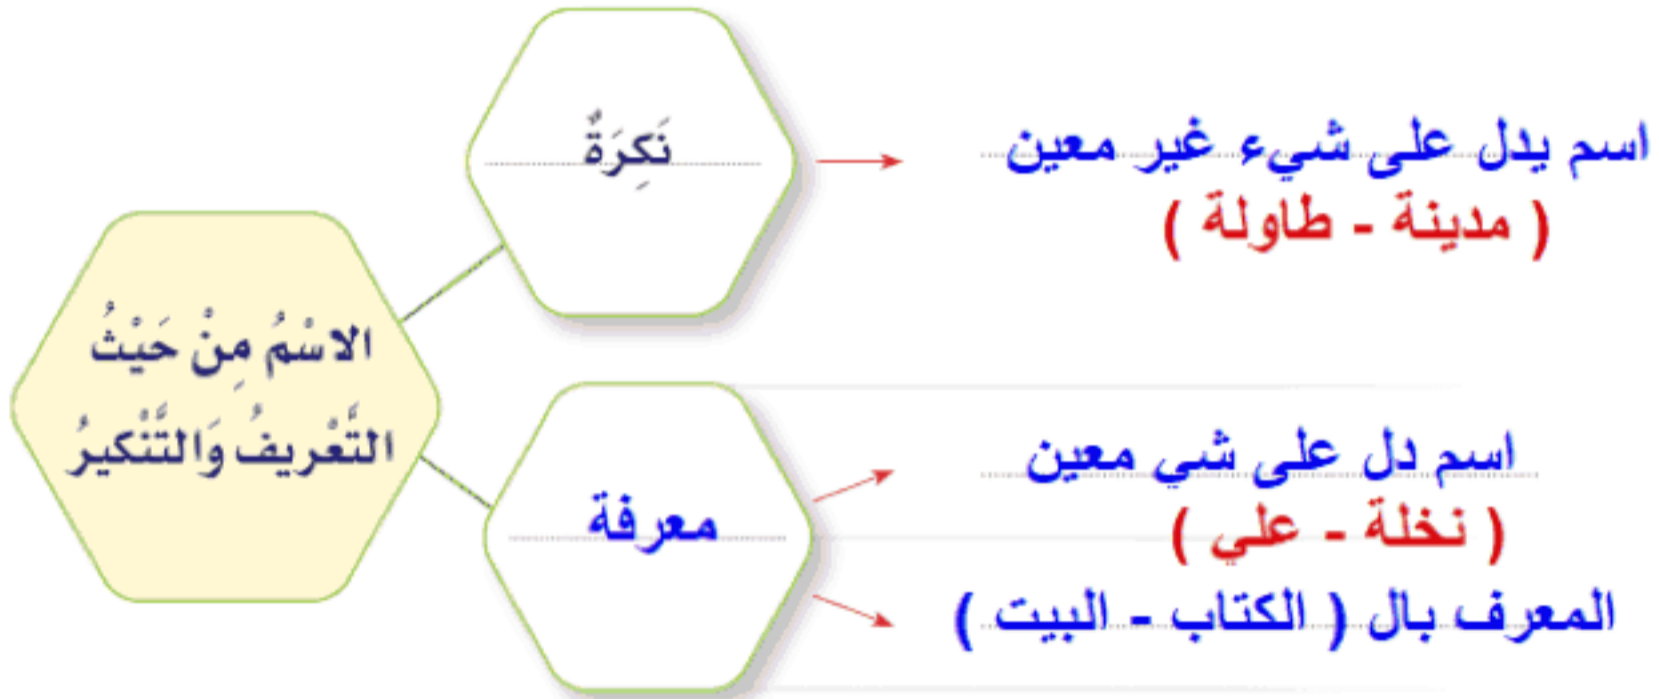 الاسْمُ مِنْ حَيْثُ
التَّعْرِيفُ وَالتَّنْكيرُ
نَكِرَةٌ
اسم يدل على شيء غير معين
( مدينة - طاولة )
معرفة
اسم دل على شي معين
( نخلة - علي )
المعرف بال ( الكتاب - البيت )